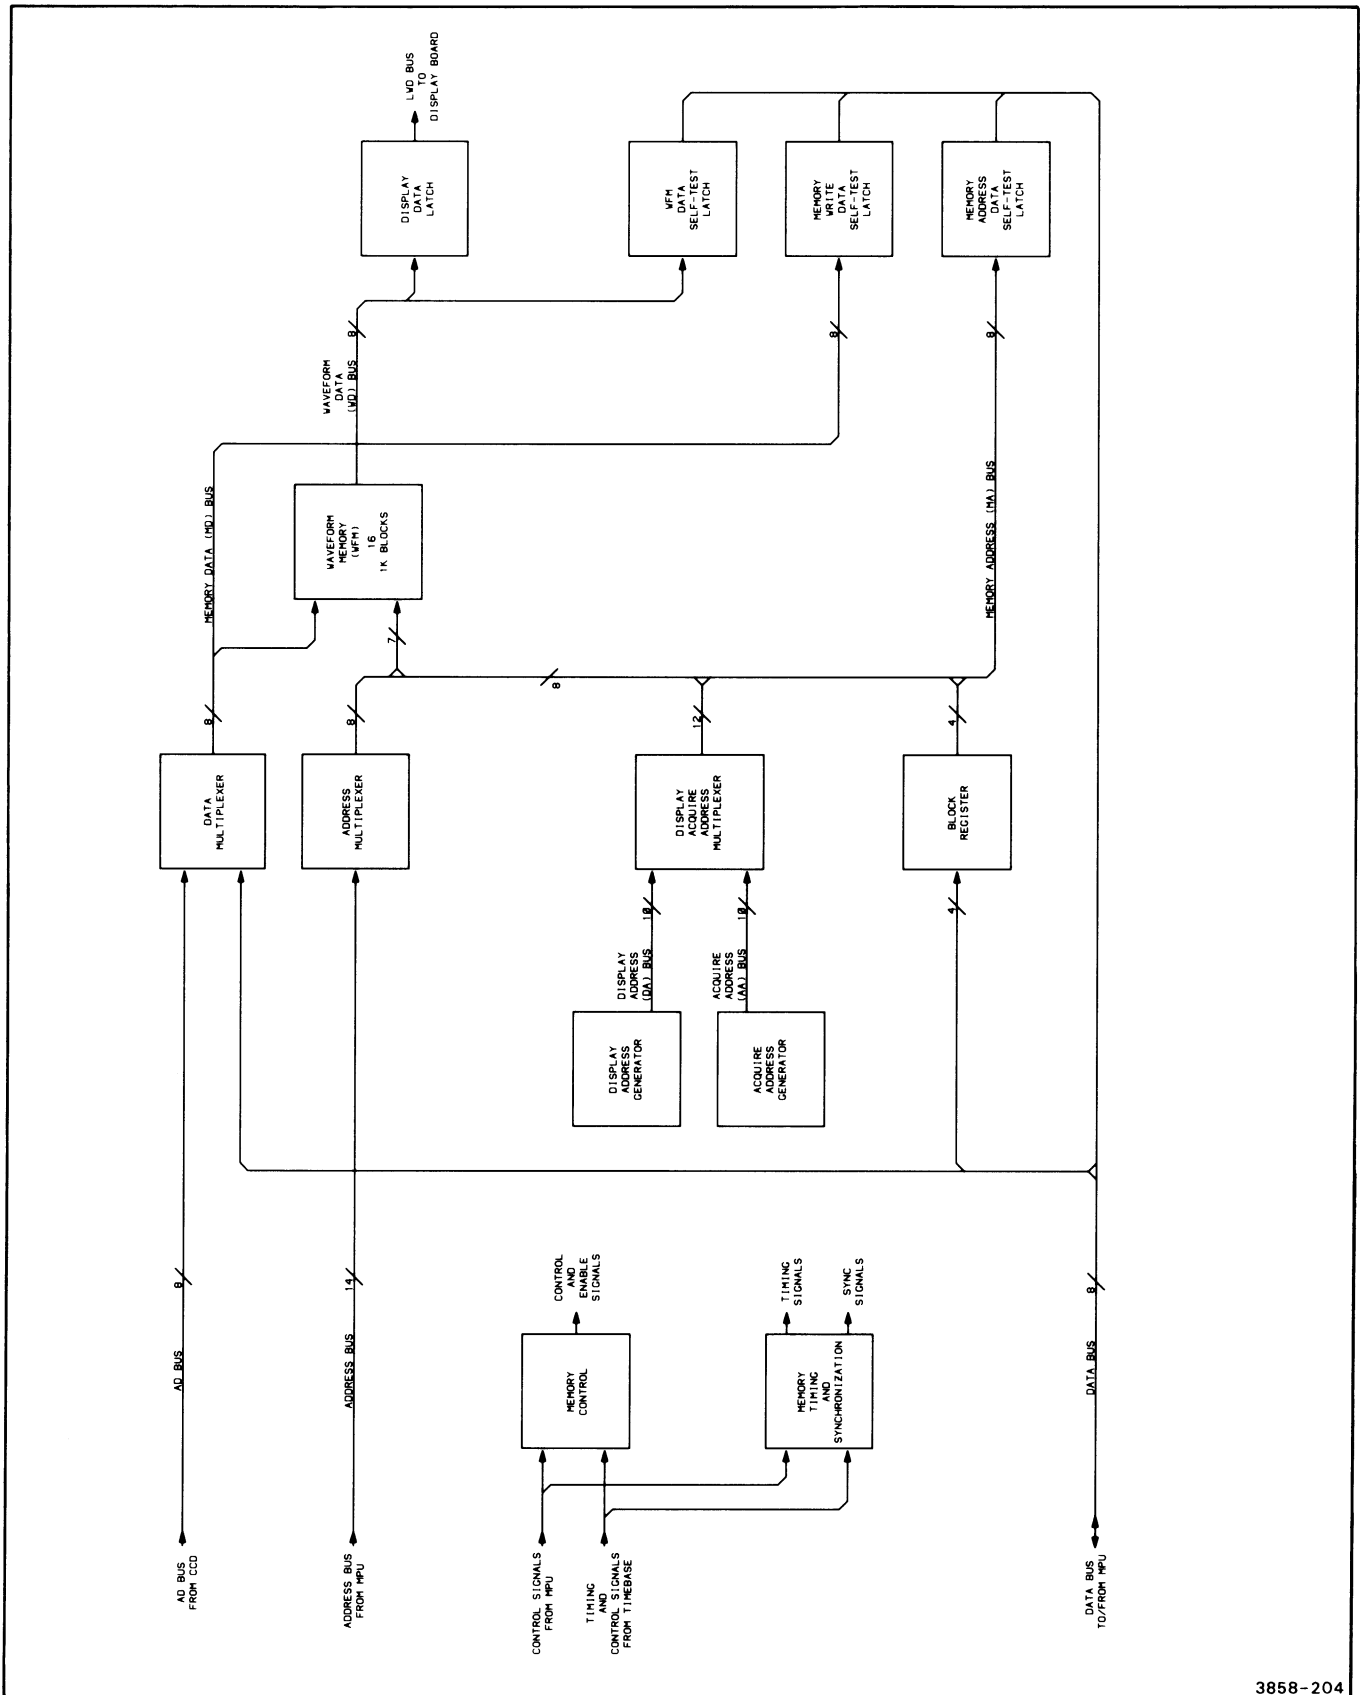 AD BUS
FROM CCD
ADDRESS BUS
FROM MPU
CONTROL SIGNALS
FROM MPU
TIMING
AND
CONTROL SIGNALS
FROM TIMEBASE
DATA BUS
TO/FROM MPU
AD BUS
8
ADDRESS BUS
14
MEMORY
CONTROL
CONTROL
AND
ENABLE
SIGNALS
MEMORY
TIMING
AND
SYNCHRONIZATION
TIMING
SIGNALS
SYNC
SIGNALS
DATA BUS
8
DISPLAY
ADDRESS
GENERATOR
ACQUIRE
ADDRESS
GENERATOR
DISPLAY
ADDRESS
(DA) BUS
10
ACQUIRE
ADDRESS
(AA) BUS
10
4
DATA
MULTIPLEXER
8
ADDRESS
MULTIPLEXER
8
DISPLAY
ACQUIRE
ADDRESS
MULTIPLEXER
12
BLOCK
REGISTER
4
8
7
MEMORY DATA (MD) BUS
WAVEFORM
MEMORY
(WFM)
16
1K BLOCKS
MEMORY ADDRESS (MA) BUS
WAVEFORM
DATA
(WD) BUS
8
8
8
DISPLAY
DATA
LATCH
WFM
DATA
SELF-TEST
LATCH
MEMORY
WRITE
DATA
SELF-TEST
LATCH
MEMORY
ADDRESS
DATA
SELF-TEST
LATCH
LWD BUS
TO
DISPLAY BOARD
3858-204